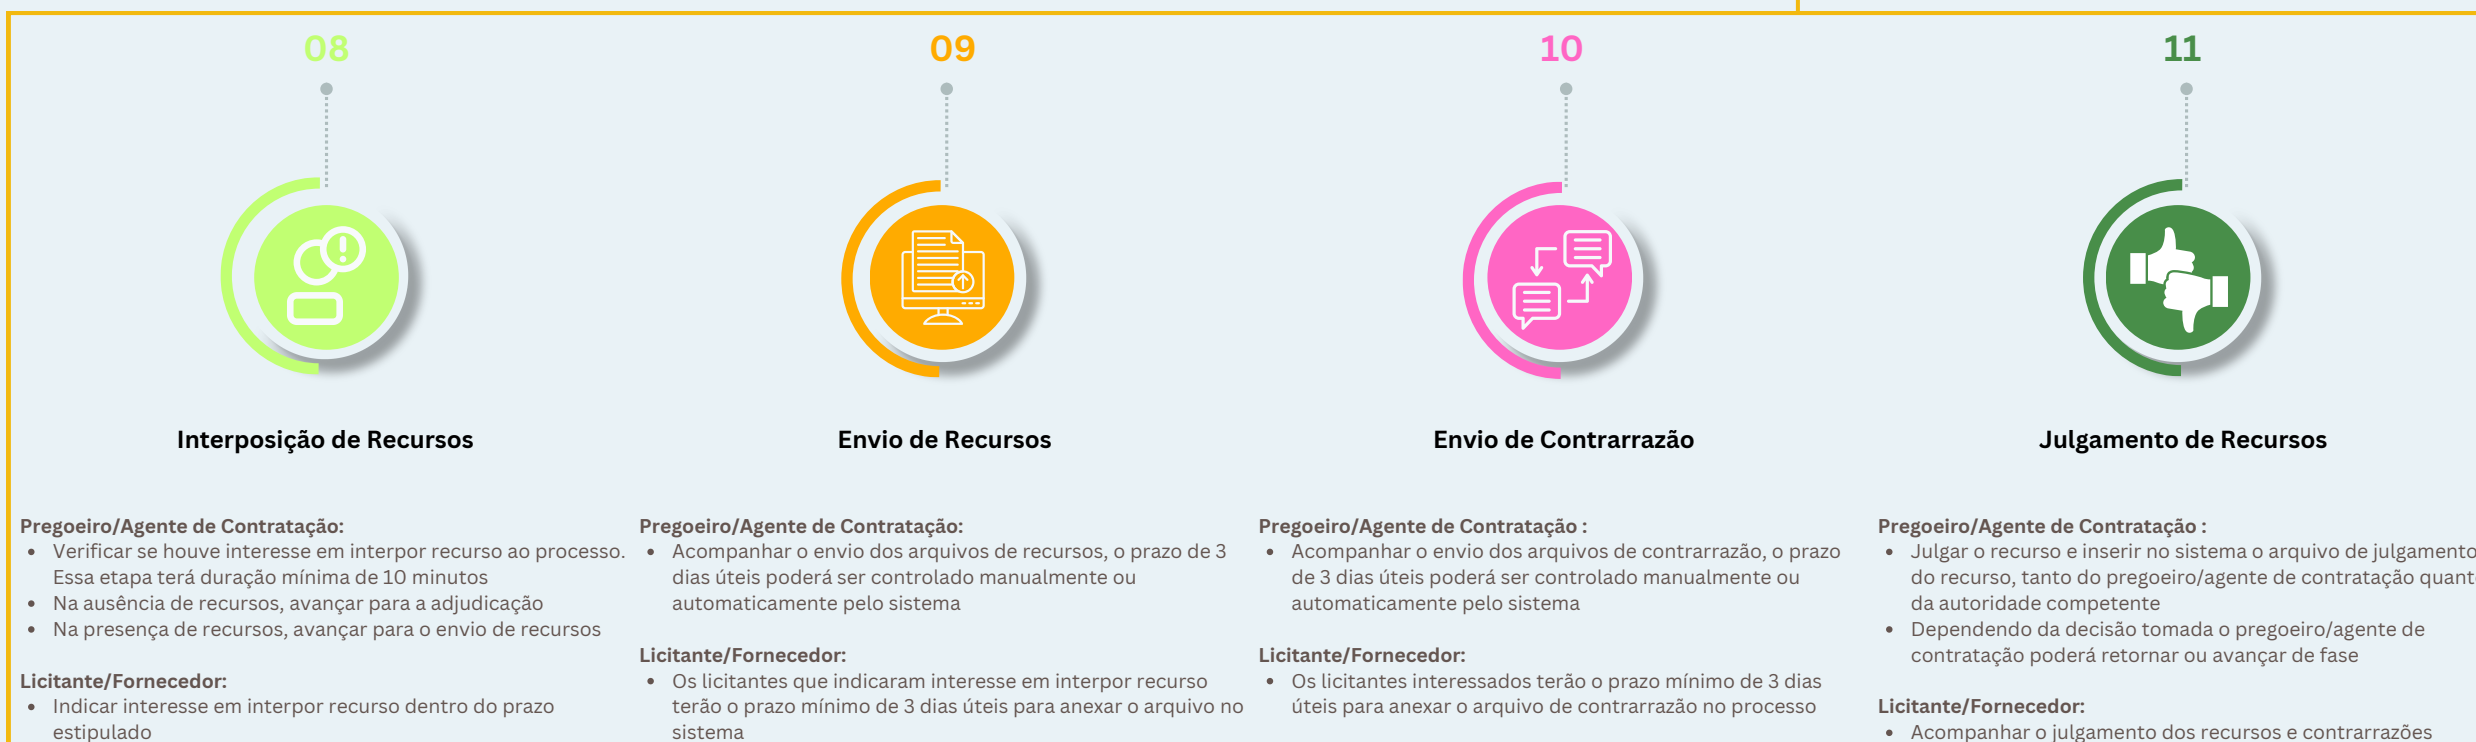 08
Interposição de Recursos
Pregoeiro/Agente de Contratação:
• Verificar se houve interesse em interpor recurso ao processo.
Essa etapa terá duração mínima de 10 minutos
• Na ausência de recursos, avançar para a adjudicação
• Na presença de recursos, avançar para o envio de recursos
Licitante/Fornecedor:
• Indicar interesse em interpor recurso dentro do prazo
estipulado
09
Envio de Recursos
Pregoeiro/Agente de Contratação:
• Acompanhar o envio dos arquivos de recursos, o prazo de 3
dias úteis poderá ser controlado manualmente ou
automaticamente pelo sistema
Licitante/Fornecedor:
• Os licitantes que indicaram interesse em interpor recurso
terão o prazo mínimo de 3 dias úteis para anexar o arquivo no
sistema
10
Envio de Contrarrazão
Pregoeiro/Agente de Contratação :
• Acompanhar o envio dos arquivos de contrarrazão, o prazo
de 3 dias úteis poderá ser controlado manualmente ou
automaticamente pelo sistema
Licitante/Fornecedor:
• Os licitantes interessados terão o prazo mínimo de 3 dias
úteis para anexar o arquivo de contrarrazão no processo
11
Julgamento de Recursos
Pregoeiro/Agente de Contratação :
• Julgar o recurso e inserir no sistema o arquivo de julgamento
do recurso, tanto do pregoeiro/agente de contratação
da autoridade competente
• Dependendo da decisão tomada o pregoeiro/agente de
contratação poderá retornar ou avançar de fase
Licitante/Fornecedor:
• Acompanhar o julgamento dos recursos e contrarrazões